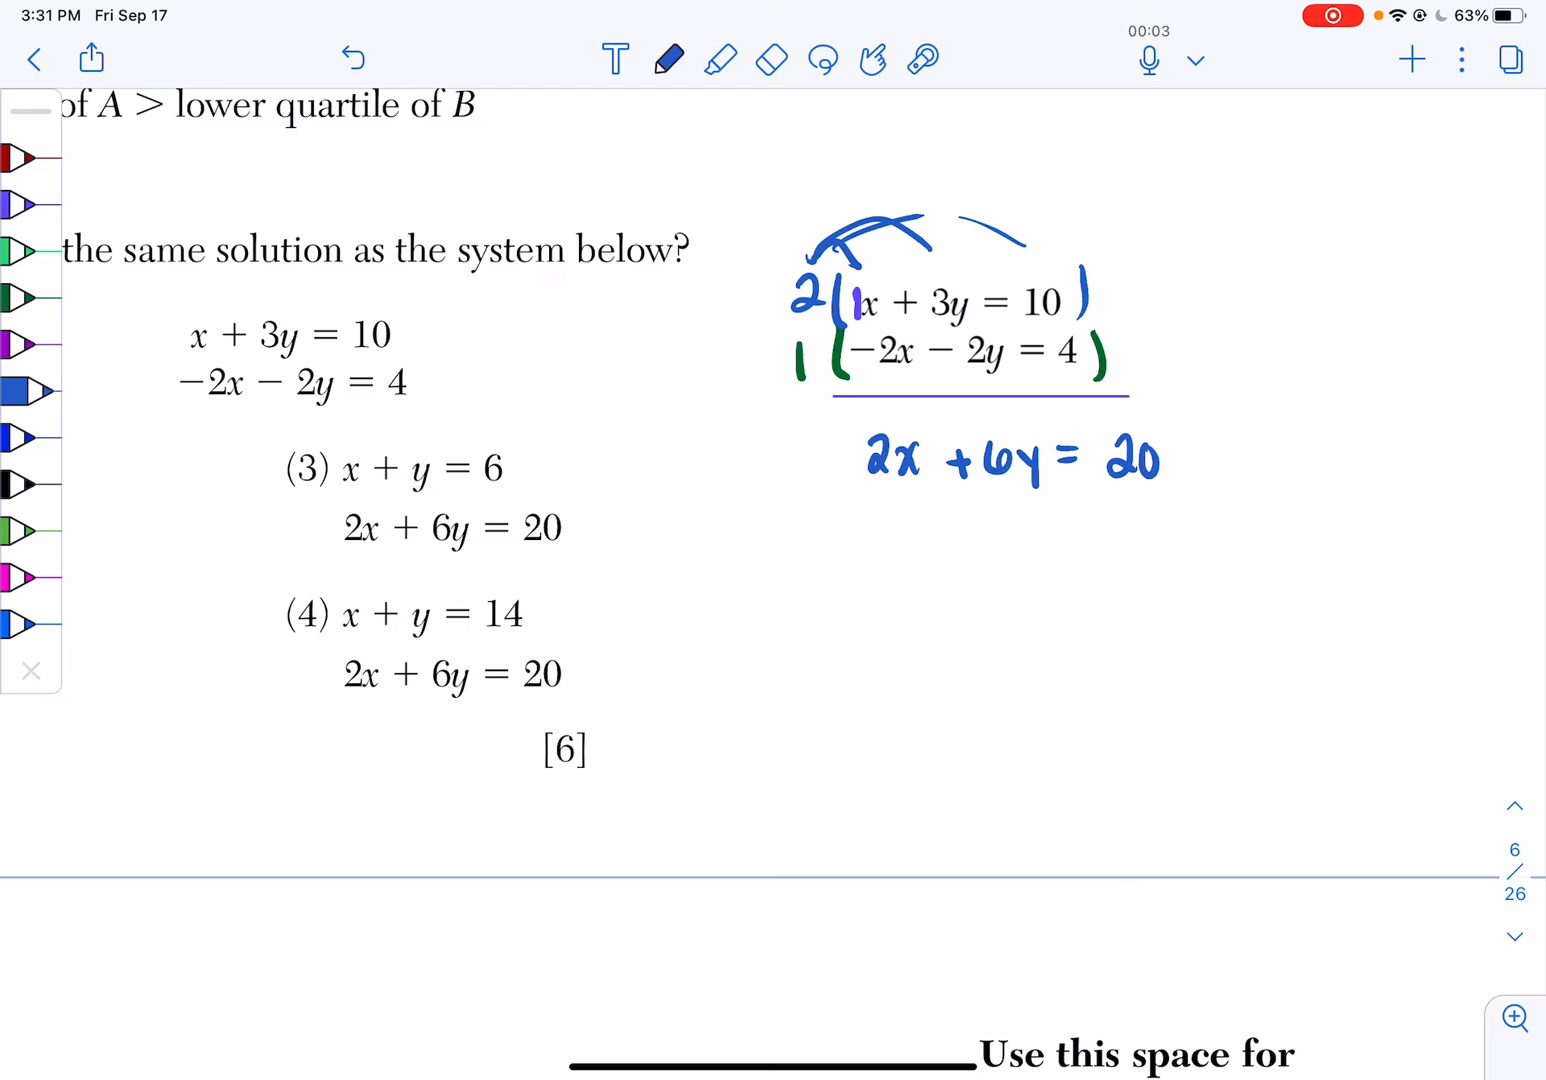 3:31 PM Fri Sep 17
63%
00:03
of A > lower quartile of B
the same solution as the system below?
x + 3y = 10
−2x − 2y = 4
(3) x + y = 6
2x + 6y = 20
(4) x + y = 14
2x + 6y = 20
[6]
2(1x + 3y = 10)
1(−2x − 2y = 4)
2x + 6y = 20
6
/
26
Use this space for